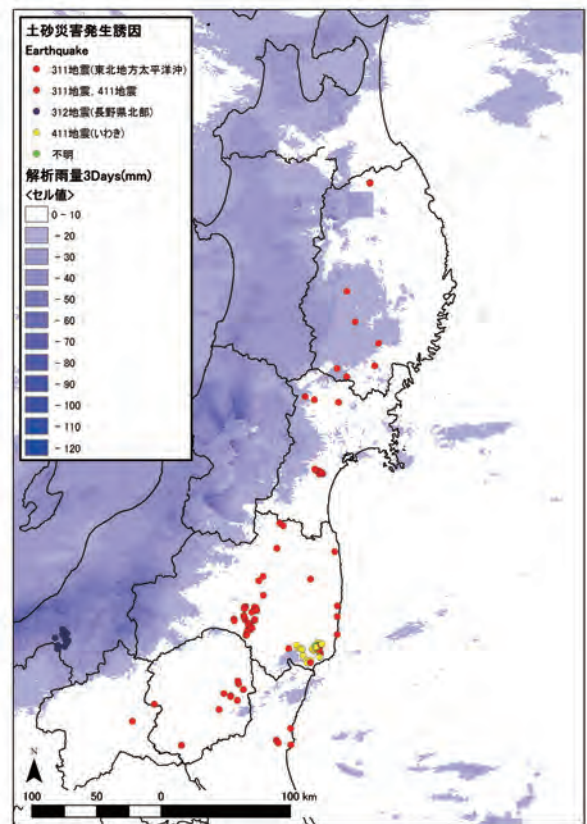 土砂災害発生誘因
Earthquake
311地震(東北地方太平洋沖)
311地震, 411地震
312地震(長野県北部)
411地震(いわき)
不明
解析雨量3Days(mm)
<セル値>
0 - 10
- 20
- 30
- 40
- 50
- 60
- 70
- 80
- 90
- 100
- 110
- 120
N
100 50 0 100 km